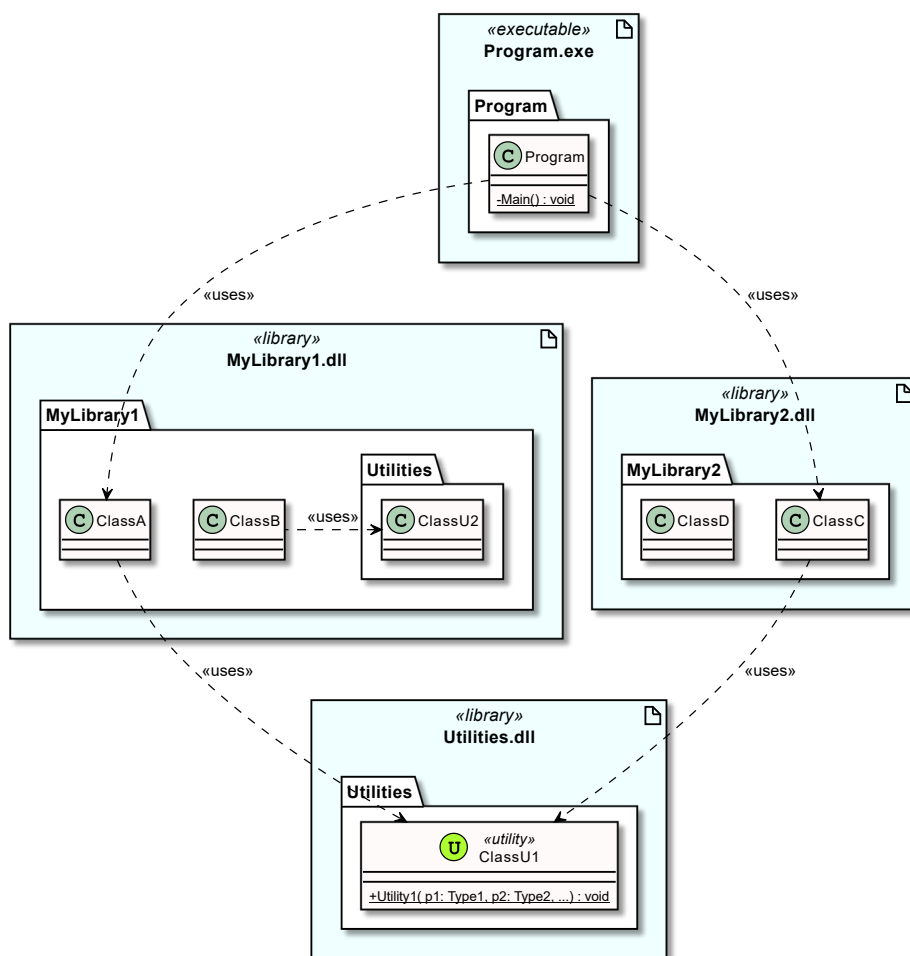 «executable»
Program.exe
Program
C Program
-Main() : void
«uses»
«uses»
«library»
MyLibrary1.dll
MyLibrary1
Utilities
C ClassA
C ClassB
«uses»
C ClassU2
«library»
MyLibrary2.dll
MyLibrary2
C ClassD
C ClassC
«uses»
«uses»
«library»
Utilities.dll
Utilities
U «utility»
ClassU1
+Utility1( p1: Type1, p2: Type2, ...) : void